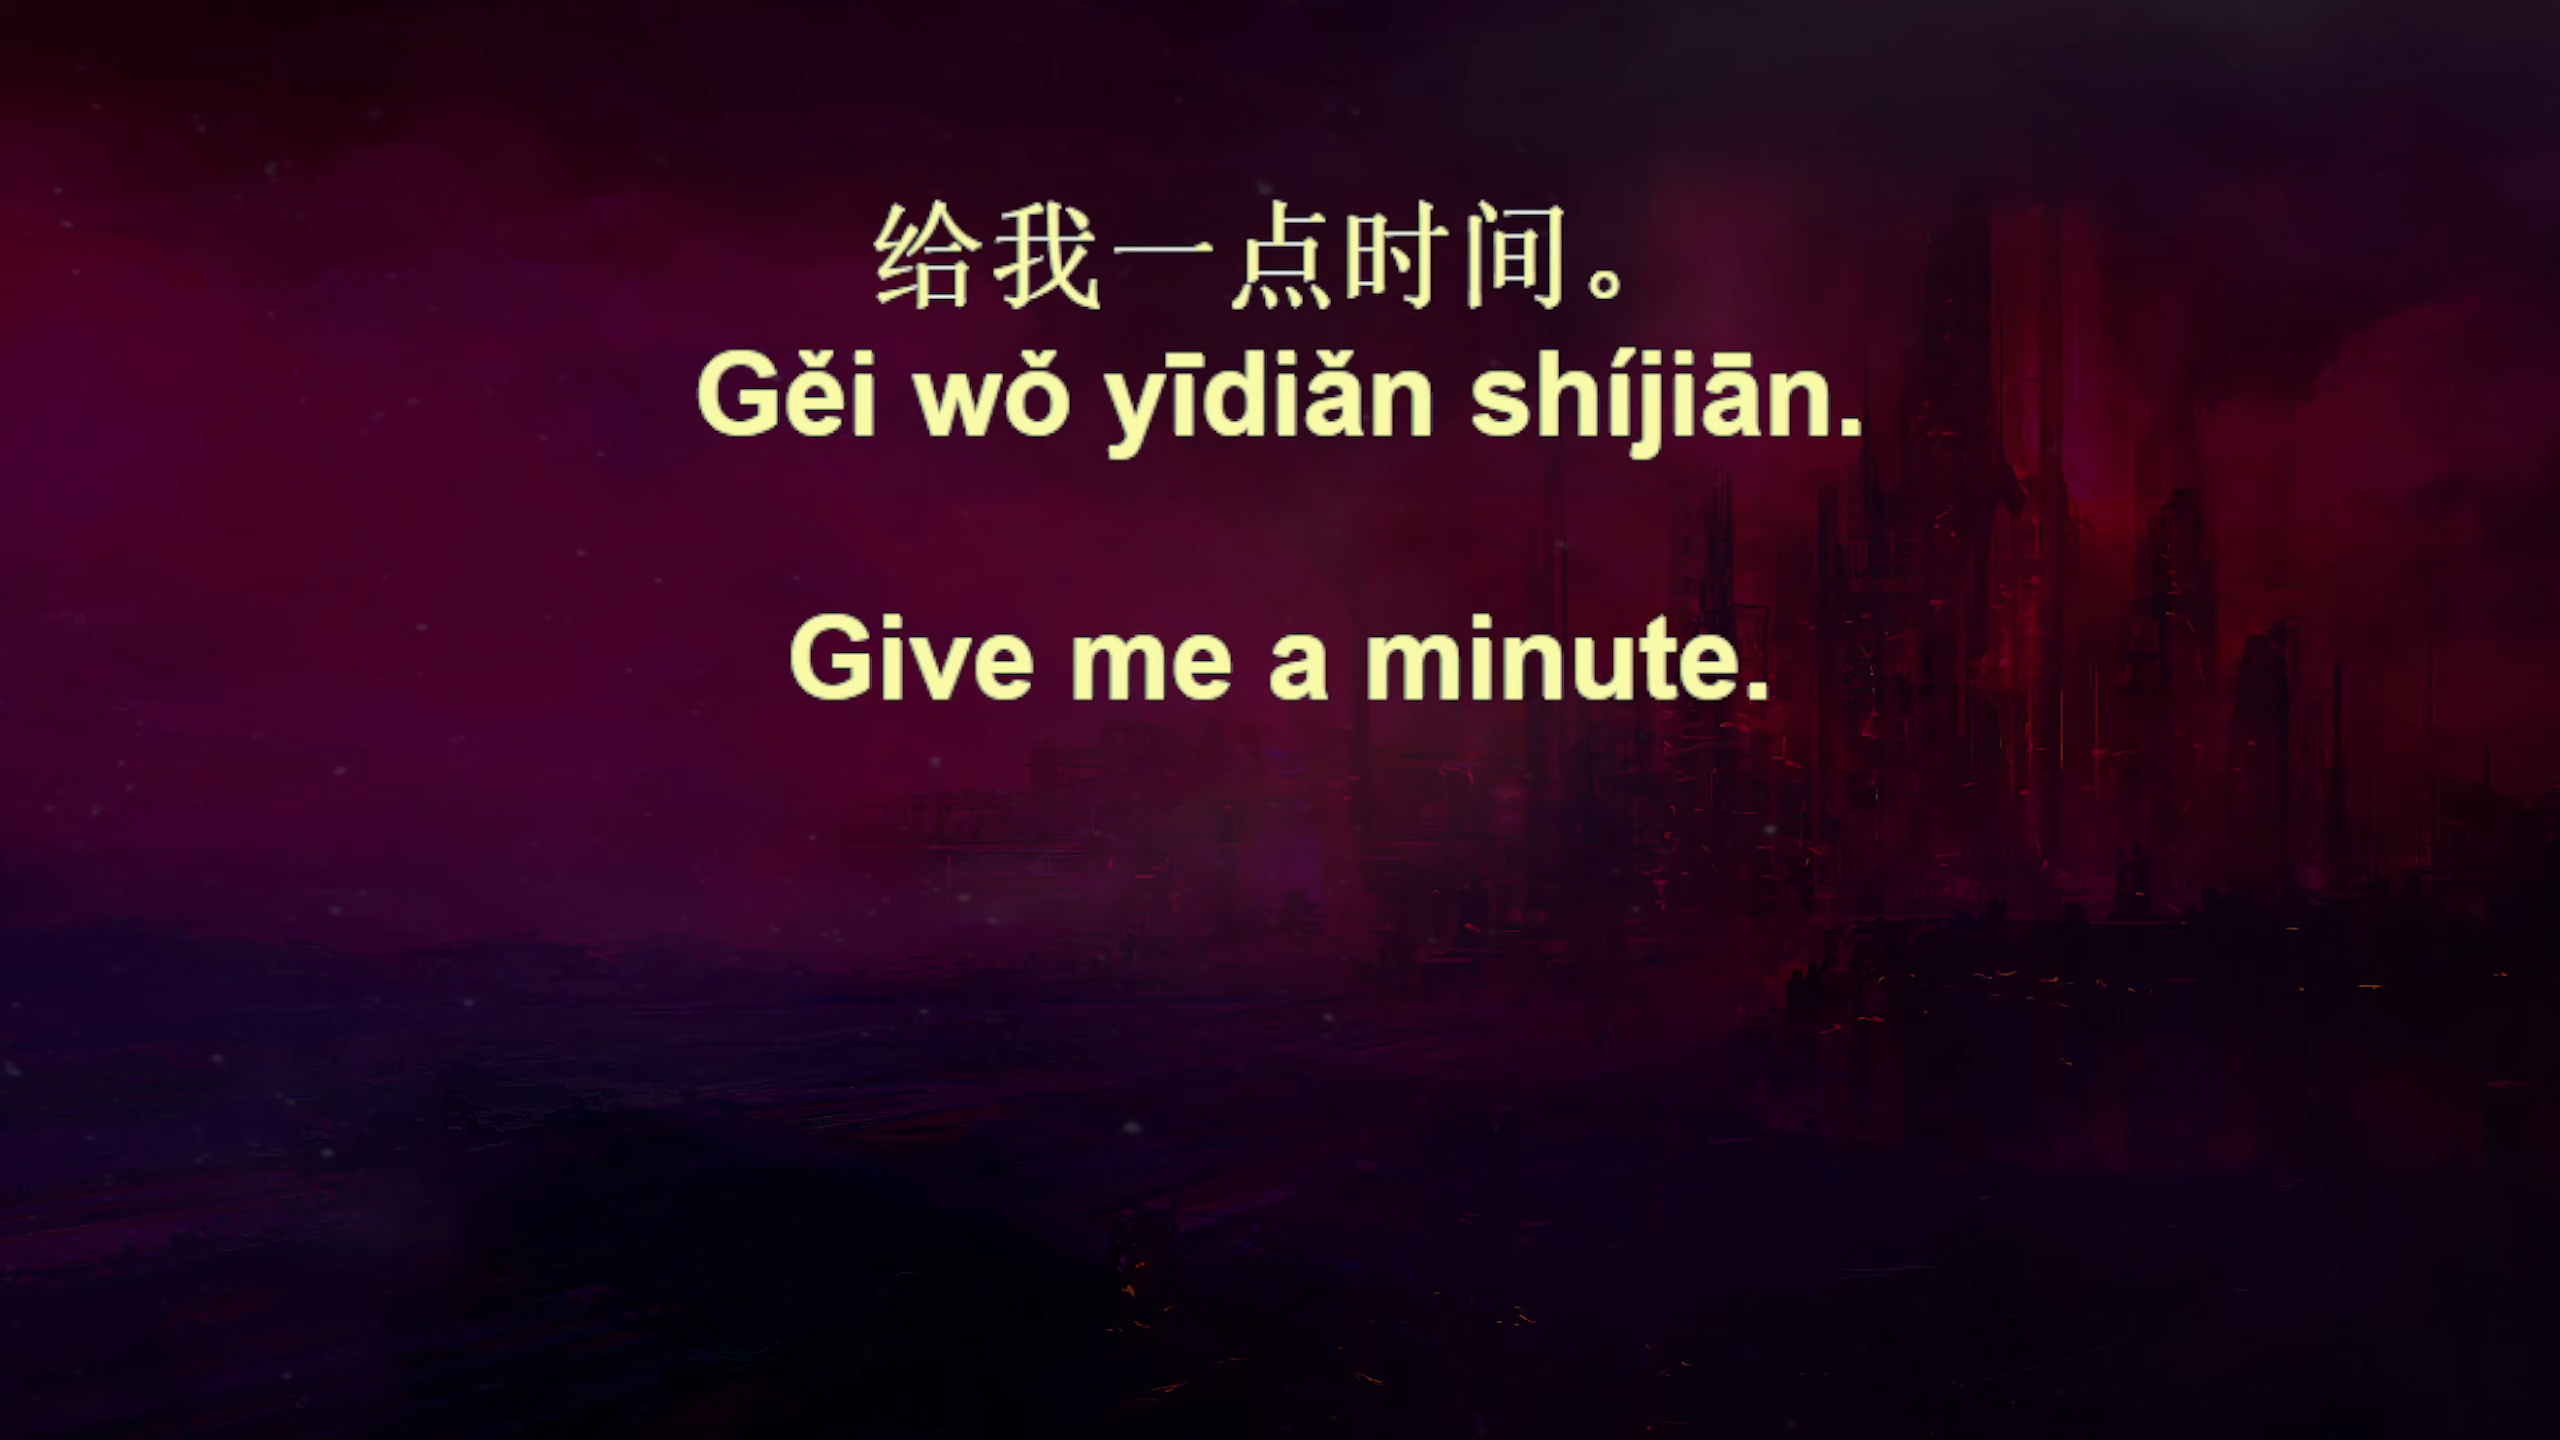 给我一点时间。
Gěi wǒ yīdiǎn shíjiān.
Give me a minute.